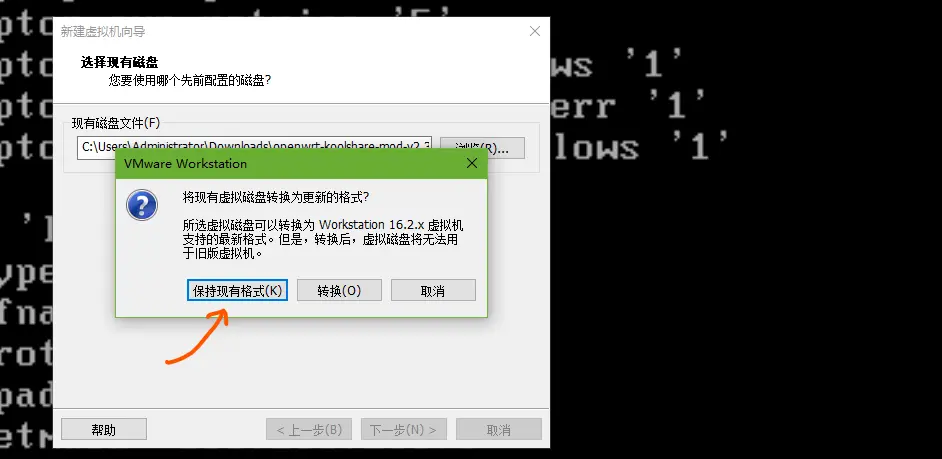 新建虚拟机向导
选择现有磁盘
您要使用哪个先前配置的磁盘?
现有磁盘文件(F)
C:\Users\Administrator\Downloads\openwrt-koolshare-mod-v2.3
浏览(R)...
VMware Workstation
将现有虚拟磁盘转换为更新的格式?
所选虚拟磁盘可以转换为 Workstation 16.2.x 虚拟机
支持的最新格式。但是，转换后，虚拟磁盘将无法用
于旧版虚拟机。
保持现有格式(K)
转换(O)
取消
帮助
< 上一步(B)
下一步(N) >
取消
ptc
ptc
ws '1'
ptc
err '1'
ptc
lows '1'
ype
fna
rot
pad
etm